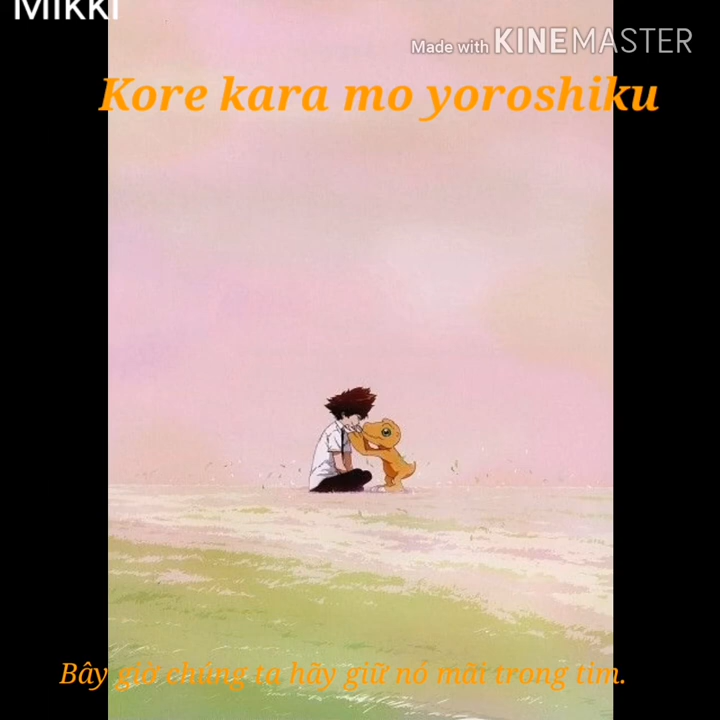 Mikki
Made with KINEMASTER
Kore kara mo yoroshiku
Bây giờ chúng ta hãy giữ nó mãi trong tim.